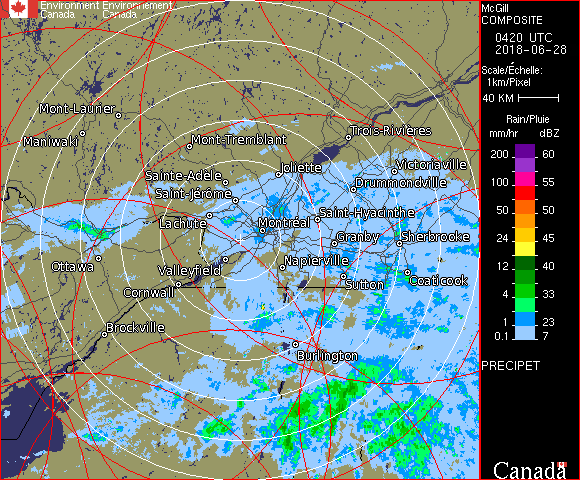 Environment Environnement
Canada Canada
McGill
COMPOSITE
0420 UTC
2018-06-28
Scale/Échelle:
1km/Pixel
40 KM
Rain/Pluie
mm/hr dBZ
200 60
100 55
50 50
24 45
12 40
4 33
1 23
0.1 7
PRECIPET
Canada
Mont-Laurier
Maniwaki
Mont-Tremblant
Trois-Rivières
Sainte-Adèle
Joliette
Victoriaville
Saint-Jérôme
Drummondville
Lachute
Montréal
Saint-Hyacinthe
Granby
Sherbrooke
Ottawa
Valleyfield
Napierville
Cornwall
Sutton
Coaticook
Brockville
Burlington